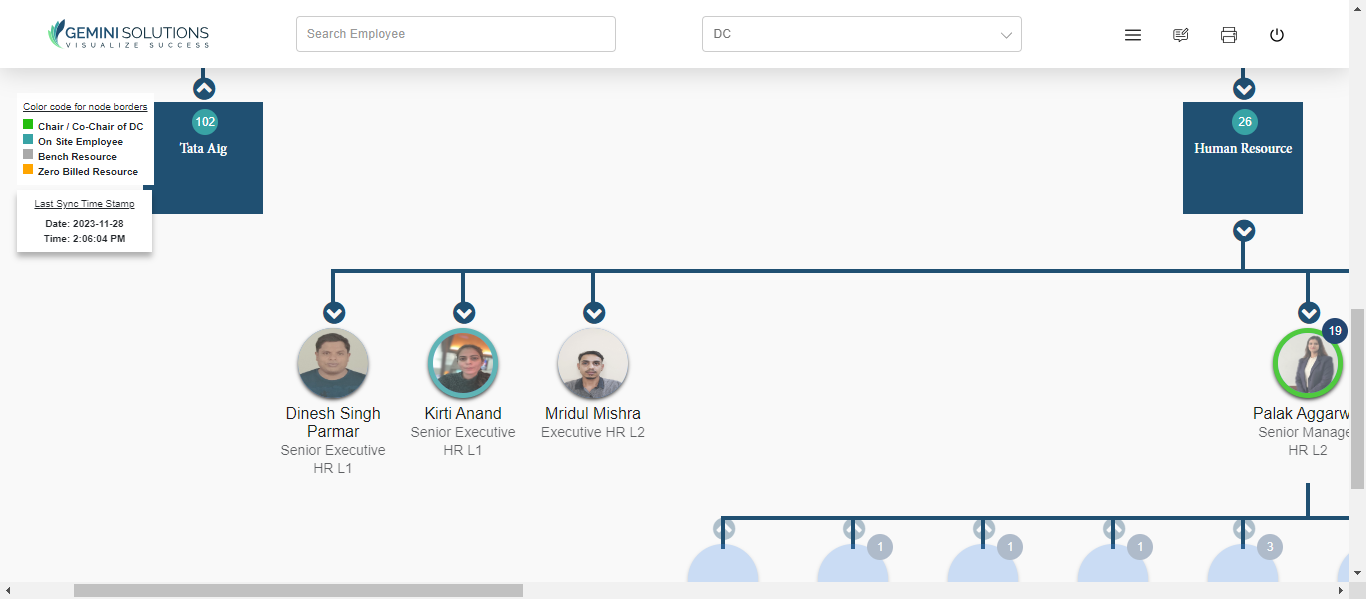 GEMINI SOLUTIONS
VISUALIZE SUCCESS
Search Employee
DC
Color code for node borders
Chair / Co-Chair of DC
On Site Employee
Bench Resource
Zero Billed Resource
Last Sync Time Stamp
Date: 2023-11-28
Time: 2:06:04 PM
102
Tata Aig
26
Human Resource
Dinesh Singh
Parmar
Senior Executive
HR L1
Kirti Anand
Senior Executive
HR L1
Mridul Mishra
Executive HR L2
19
Palak Aggarw
Senior Manage
HR L2
1
1
1
3